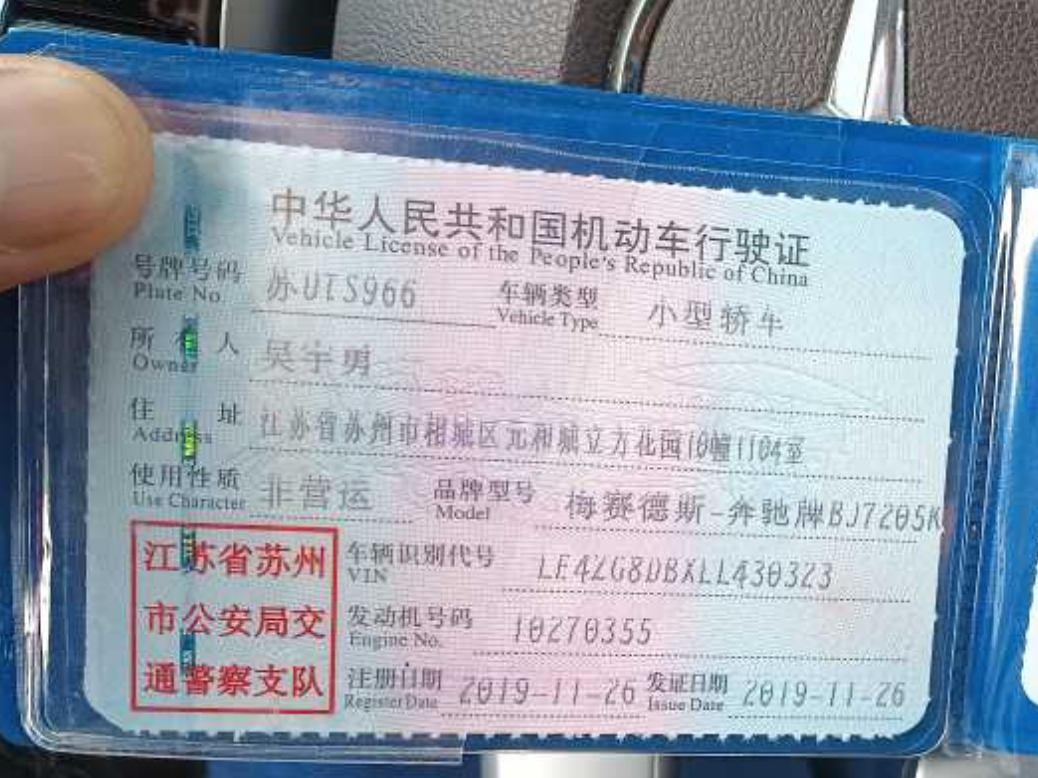 中华人民共和国机动车行驶证
Vehicle License of the People's Republic of China
号牌号码 苏UTS966 车辆类型 小型轿车
Plate No. Vehicle Type
所有人 吴宇勇
Owner
住址 江苏省苏州市相城区元和城立方花园10幢1104室
Address
使用性质 非营运 品牌型号 梅赛德斯-奔驰牌BJ7205K
Use Character Model
江苏省苏州 车辆识别代号 LE4ZG8DBXLL430323
VIN
市公安局交 发动机号码 10270355
Engine No.
通警察支队 注册日期 2019-11-26 发证日期 2019-11-26
Register Date Issue Date